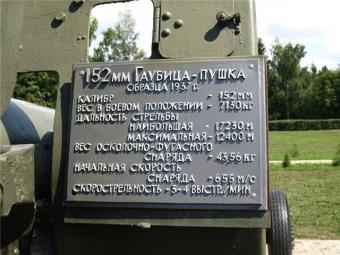 152мм Гаубица-пушка
образца 1937 г.
Калибр - 152 мм
Вес в боевом положении - 7130 кг
Дальность стрельбы
наибольшая - 17230 м
максимальная - 12400 м
Вес осколочно-фугасного
снаряда - 43,56 кг
Начальная скорость
снаряда - 655 м/с
Скорострельность - 3-4 выстр./мин